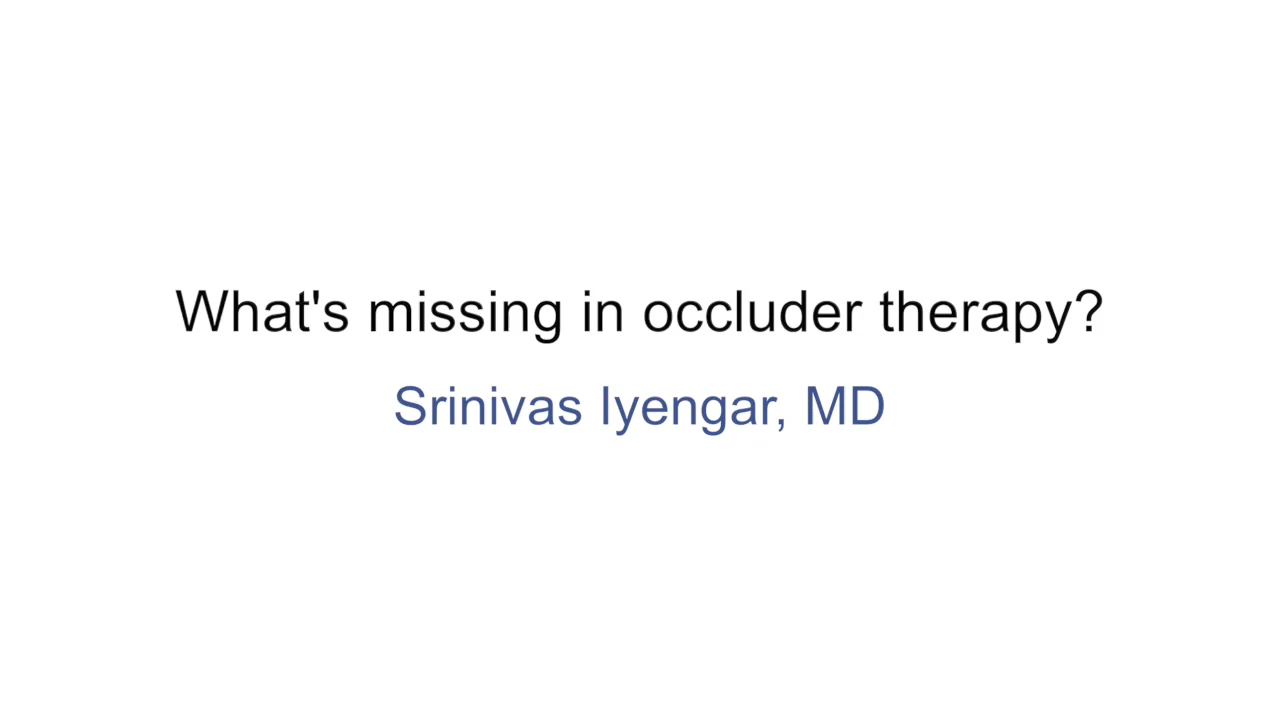 What's missing in occluder therapy?
Srinivas Iyengar, MD